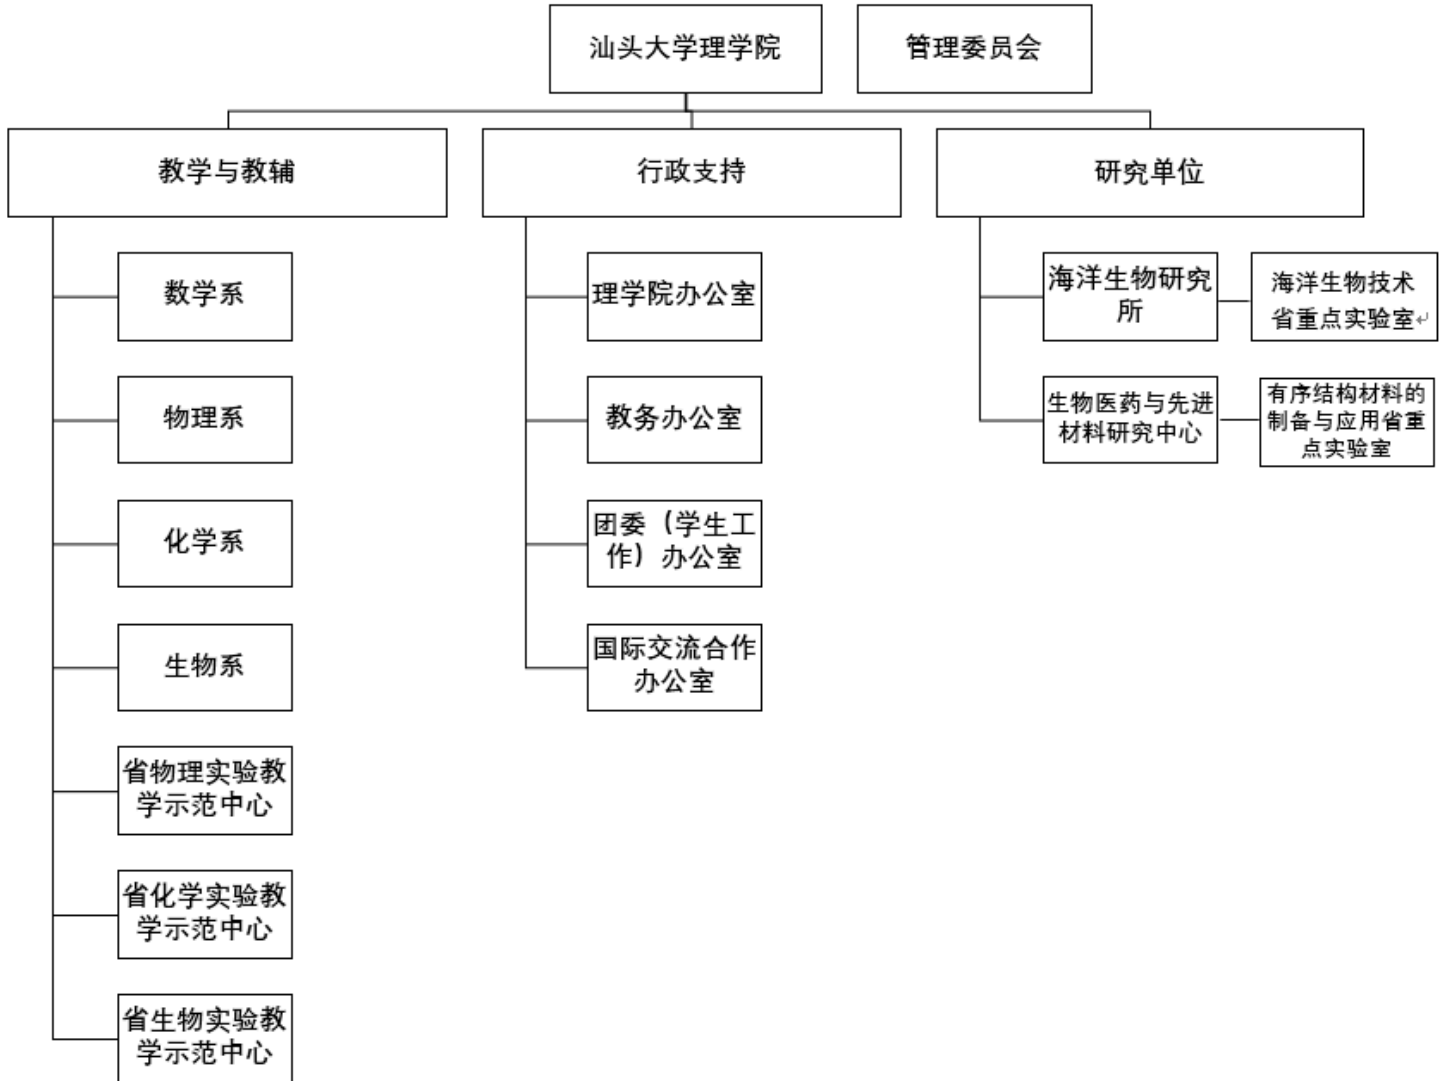 汕头大学理学院
管理委员会
教学与教辅
行政支持
研究单位
数学系
物理系
化学系
生物系
省物理实验教
学示范中心
省化学实验教
学示范中心
省生物实验教
学示范中心
理学院办公室
教务办公室
团委（学生工
作）办公室
国际交流合作
办公室
海洋生物研究
所
海洋生物技术
省重点实验室↵
生物医药与先进
材料研究中心
有序结构材料的
制备与应用省重
点实验室